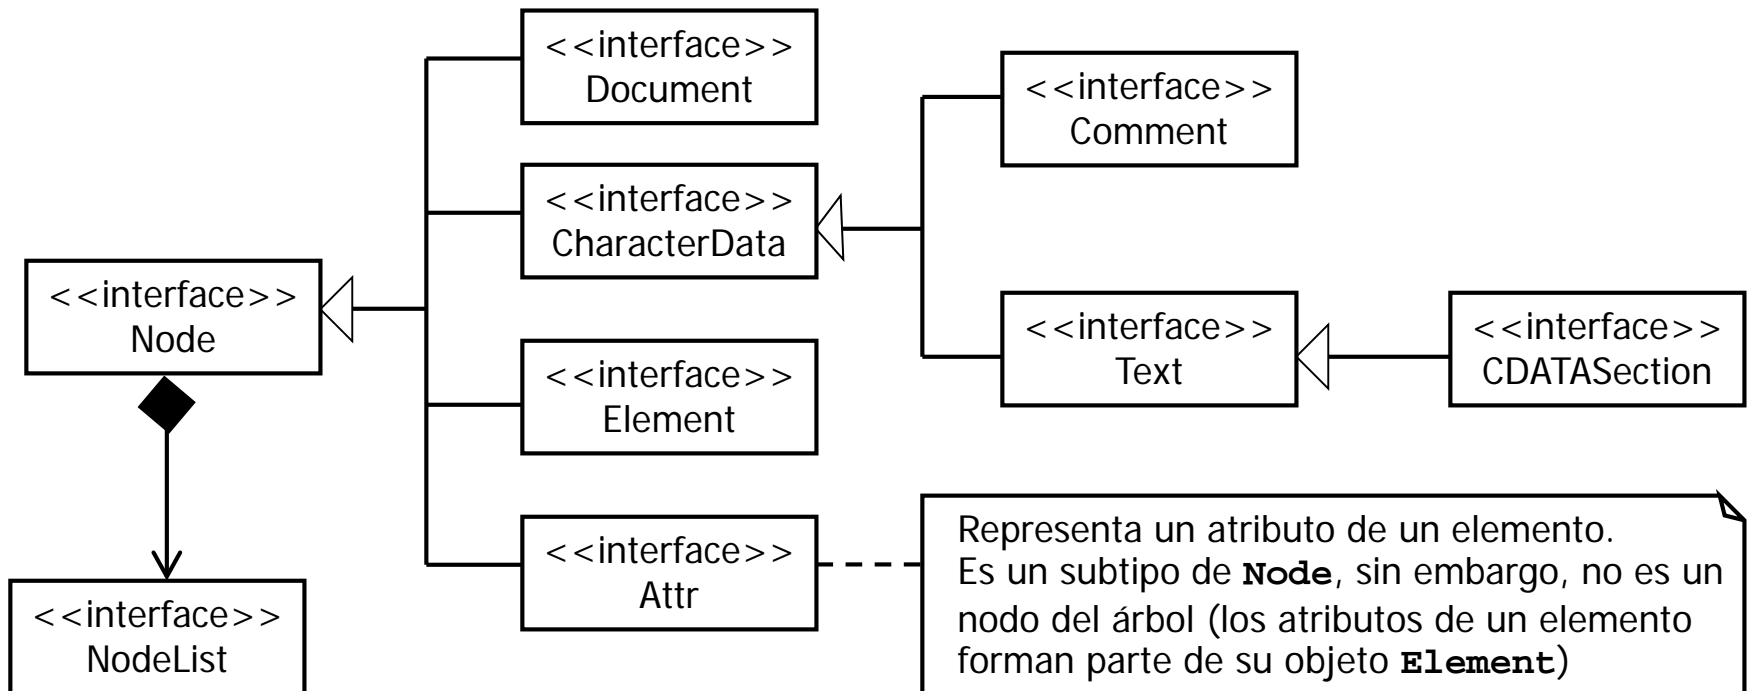 <<interface>>
Document
<<interface>>
Comment
<<interface>>
CharacterData
<<interface>>
Node
<<interface>>
Text
<<interface>>
CDATASection
<<interface>>
Element
<<interface>>
Attr
Representa un atributo de un elemento.
Es un subtipo de Node, sin embargo, no es un
nodo del árbol (los atributos de un elemento
forman parte de su objeto Element)
<<interface>>
NodeList